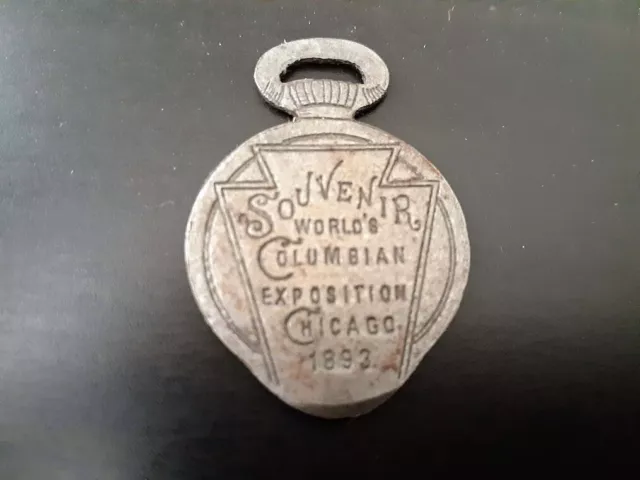 SOUVENIR
WORLD'S
COLUMBIAN
EXPOSITION
CHICAGO.
1893.